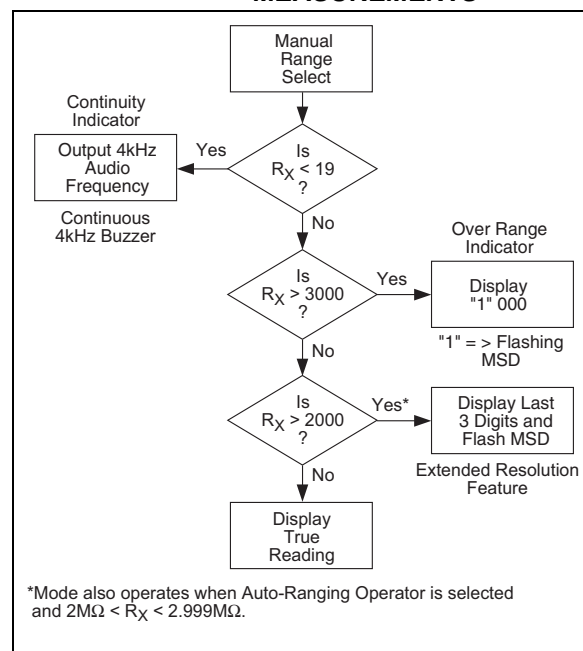 MEASUREMENTS
Manual
Range
Select
Continuity
Indicator
Output 4kHz
Audio
Frequency
Continuous
4kHz Buzzer
Yes
Is
RX < 19
?
No
Is
RX > 3000
?
Yes
Over Range
Indicator
Display
"1" 000
"1" = > Flashing
MSD
No
Is
RX > 2000
?
Yes*
Display Last
3 Digits and
Flash MSD
Extended Resolution
Feature
No
Display
True
Reading
*Mode also operates when Auto-Ranging Operator is selected
and 2MΩ < RX < 2.999MΩ.